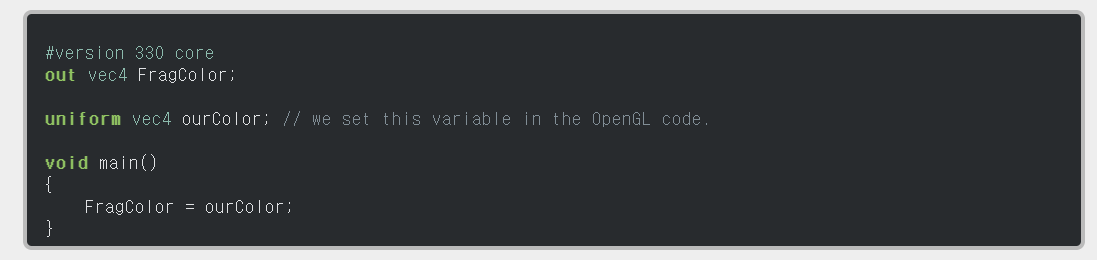 #version 330 core
out vec4 FragColor;
uniform vec4 ourColor; // we set this variable in the OpenGL code.
void main()
{
FragColor = ourColor;
}